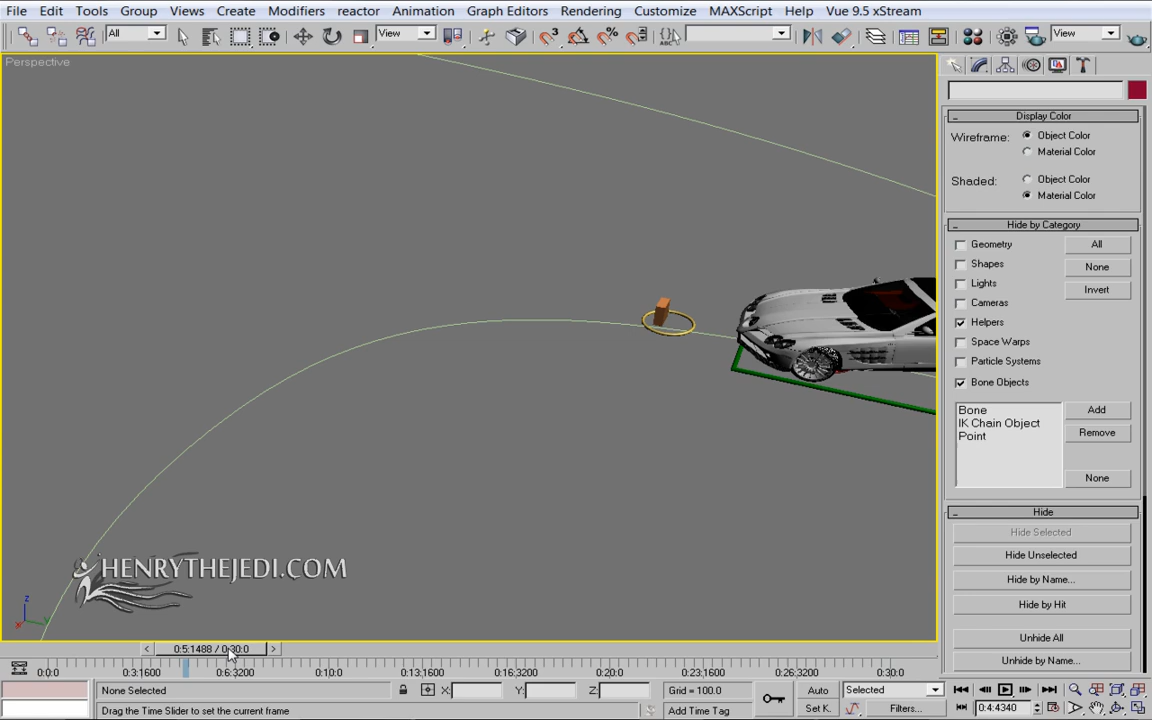 File Edit Tools Group Views Create Modifiers reactor Animation Graph Editors Rendering Customize MAXScript Help Vue 9.5 xStream
All View View
Perspective
Display Color
Wireframe: Object Color
Material Color
Shaded: Object Color
Material Color
Hide by Category
Geometry All
Shapes None
Lights Invert
Cameras
Helpers
Space Warps
Particle Systems
Bone Objects
Bone Add
IK Chain Object Remove
Point
None
Hide
Hide Selected
Hide Unselected
Hide by Name...
Hide by Hit
Unhide All
Unhide by Name...
HENRYTHEJEDI.COM
z
< 0:5:1488 / 0:30:0 >
0:0:0 0:3:1600 0:6:3200 0:10:0 0:13:1600 0:16:3200 0:20:0 0:23:1600 0:26:3200 0:30:0
None Selected X: Y: Z: Grid = 100.0 Auto Selected
Drag the Time Slider to set the current frame Add Time Tag Set K. Filters... 0:4:4340